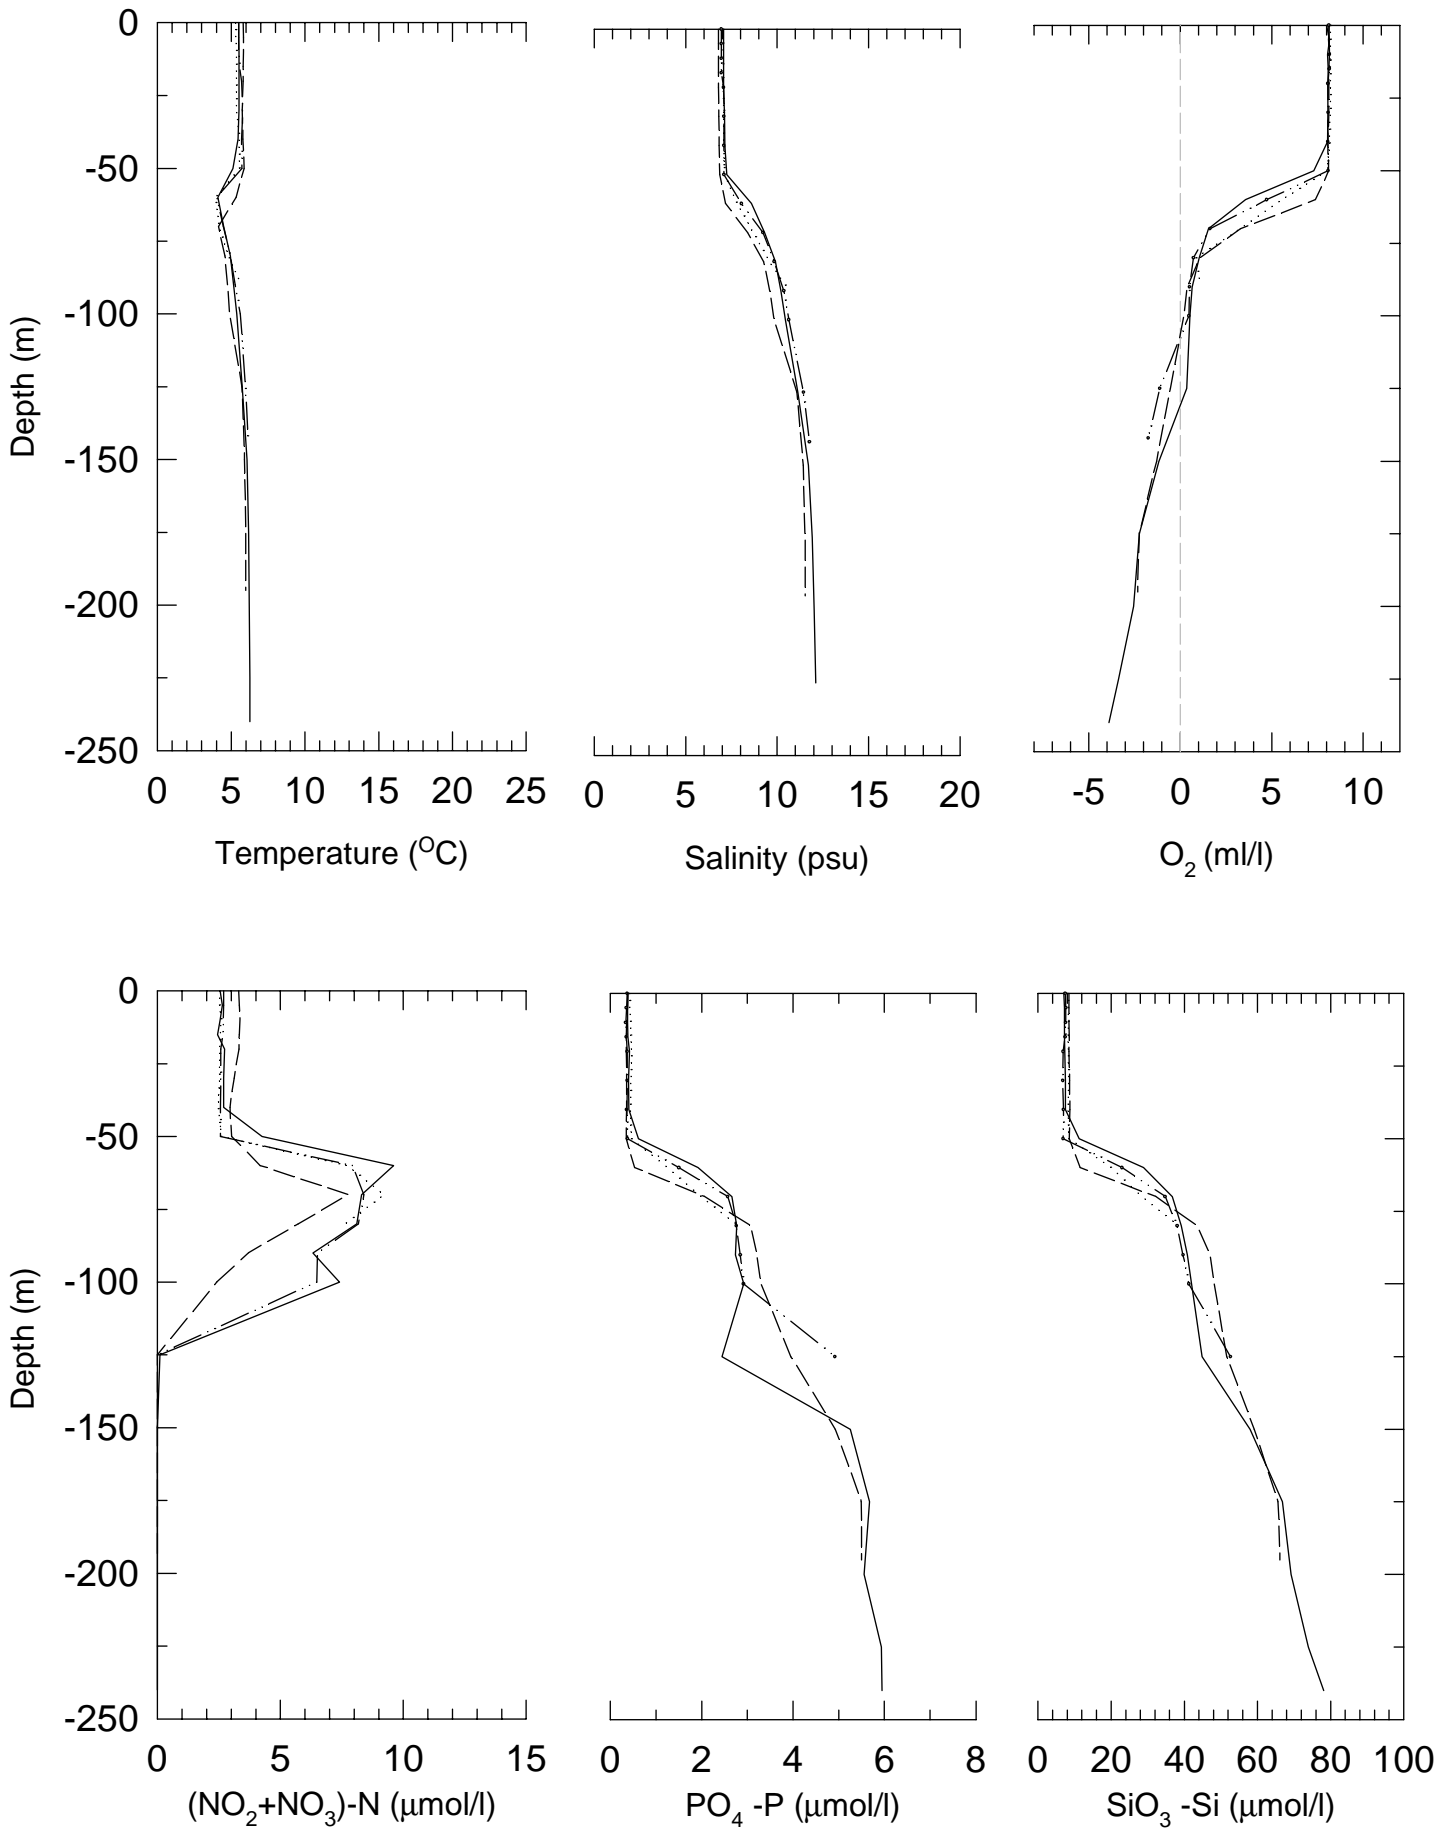 0
-50
-100
-150
-200
-250
Depth (m)
0 5 10 15 20 25
Temperature (°C)
0 5 10 15 20
Salinity (psu)
-5 0 5 10
O₂ (ml/l)
0
-50
-100
-150
-200
-250
Depth (m)
0 5 10 15
(NO₂+NO₃)-N (μmol/l)
0 2 4 6 8
PO₄ -P (μmol/l)
0 20 40 60 80 100
SiO₃ -Si (μmol/l)